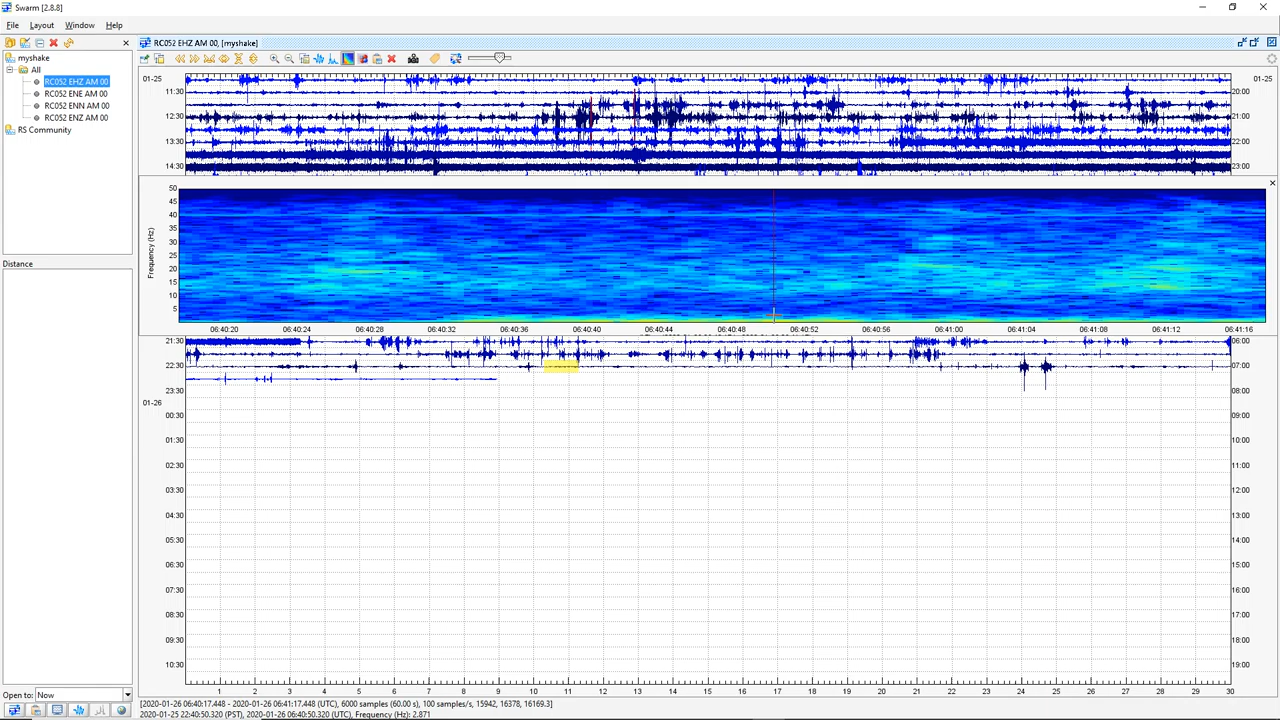 Swarm [2.8.8]
File Layout Window Help
RC052 EHZ AM 00, [myshake]
myshake
All
RC052 EHZ AM 00
RC052 ENE AM 00
RC052 ENN AM 00
RC052 ENZ AM 00
RS Community
Distance
Open to: Now
01-25 01-25
11:30 20:00
12:30 21:00
13:30 22:00
14:30 23:00
Frequency (Hz)
50
45
40
35
30
25
20
15
10
5
06:40:20 06:40:24 06:40:28 06:40:32 06:40:36 06:40:40 06:40:44 06:40:48 06:40:52 06:40:56 06:41:00 06:41:04 06:41:08 06:41:12 06:41:16
21:30 06:00
22:30 07:00
23:30 08:00
01-26
00:30 09:00
01:30 10:00
02:30 11:00
03:30 12:00
04:30 13:00
05:30 14:00
06:30 15:00
07:30 16:00
08:30 17:00
09:30 18:00
10:30 19:00
1 2 3 4 5 6 7 8 9 10 11 12 13 14 15 16 17 18 19 20 21 22 23 24 25 26 27 28 29 30
[2020-01-26 06:40:17.448 - 2020-01-26 06:41:17.448 (UTC), 6000 samples (60.00 s), 100 samples/s, 15942, 16378, 16169.3]
2020-01-25 22:40:50.320 (PST), 2020-01-26 06:40:50.320 (UTC), Frequency (Hz): 2.871